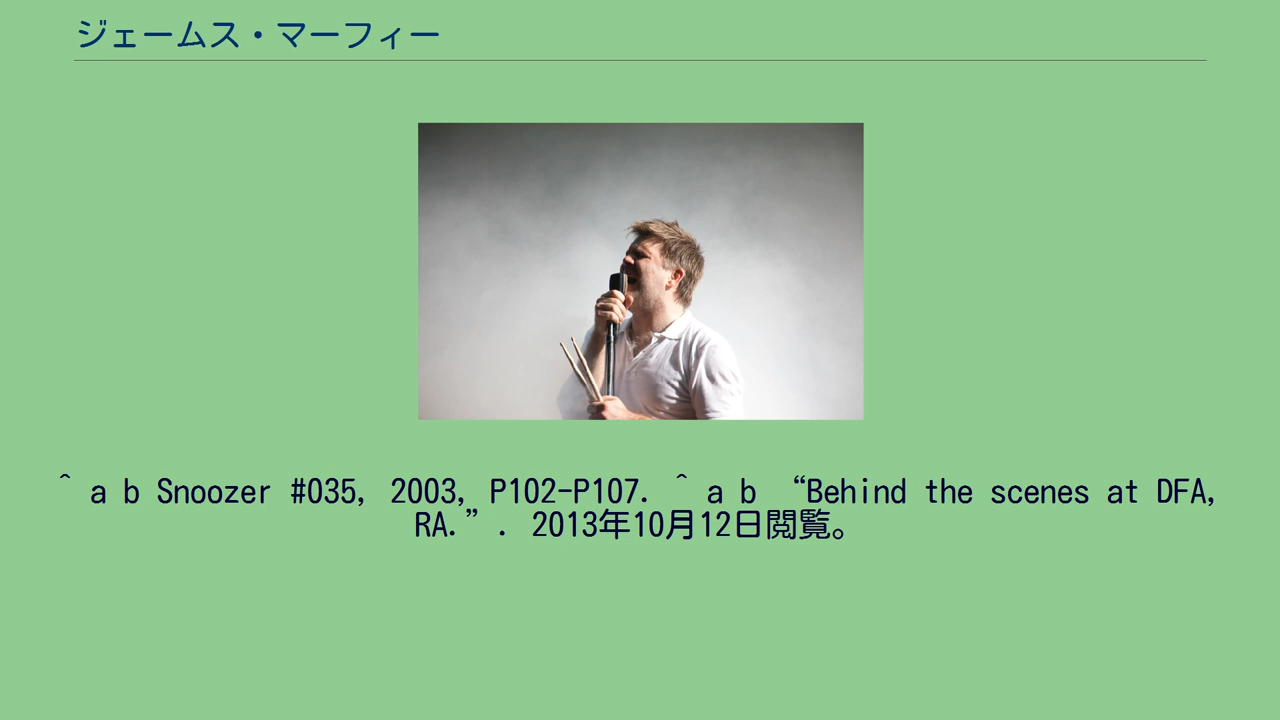 ジェームス・マーフィー
^ a b Snoozer #035, 2003, P102-P107. ^ a b “Behind the scenes at DFA,
RA.” . 2013年10月12日閲覧。